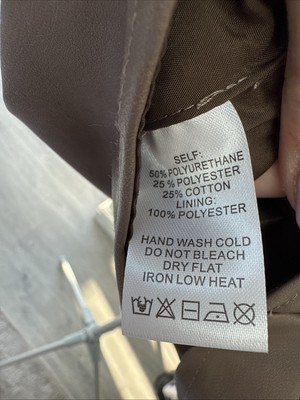 SELF:
50% POLYURETHANE
25% POLYESTER
25% COTTON
LINING:
100% POLYESTER
HAND WASH COLD
DO NOT BLEACH
DRY FLAT
IRON LOW HEAT